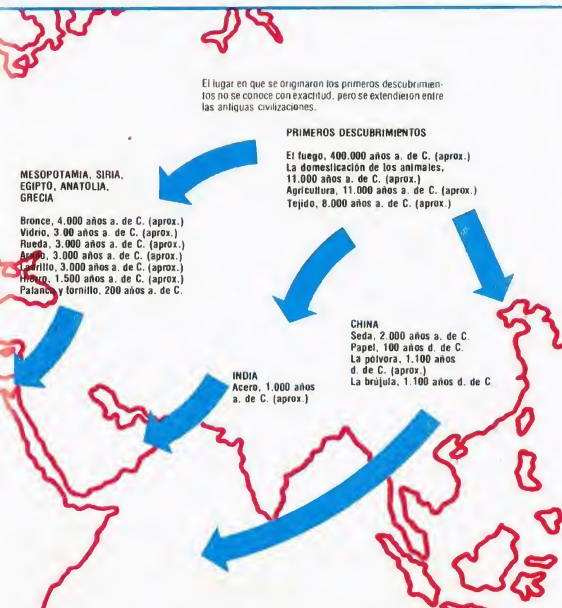 El lugar en que se originaron los primeros descubrimien-
tos no se conoce con exactitud, pero se extendieron entre
las antiguas civilizaciones.
PRIMEROS DESCUBRIMIENTOS
El fuego, 400.000 años a. de C. (aprox.)
La domesticación de los animales,
11.000 años a. de C. (aprox.)
Agricultura, 11.000 años a. de C. (aprox.)
Tejido, 8.000 años a. de C. (aprox.)
MESOPOTAMIA, SIRIA,
EGIPTO, ANATOLIA,
GRECIA
Bronce, 4.000 años a. de C. (aprox.)
Vidrio, 3.00 años a. de C. (aprox.)
Rueda, 3.000 años a. de C. (aprox.)
Arado, 3.000 años a. de C. (aprox.)
Ladrillo, 3.000 años a. de C. (aprox.)
Hierro, 1.500 años a. de C. (aprox.)
Palanca y tornillo, 200 años a. de C.
CHINA
Seda, 2.000 años a. de C.
Papel, 100 años d. de C.
La pólvora, 1.100 años
d. de C. (aprox.)
La brújula, 1.100 años d. de C.
INDIA
Acero, 1.000 años
a. de C. (aprox.)